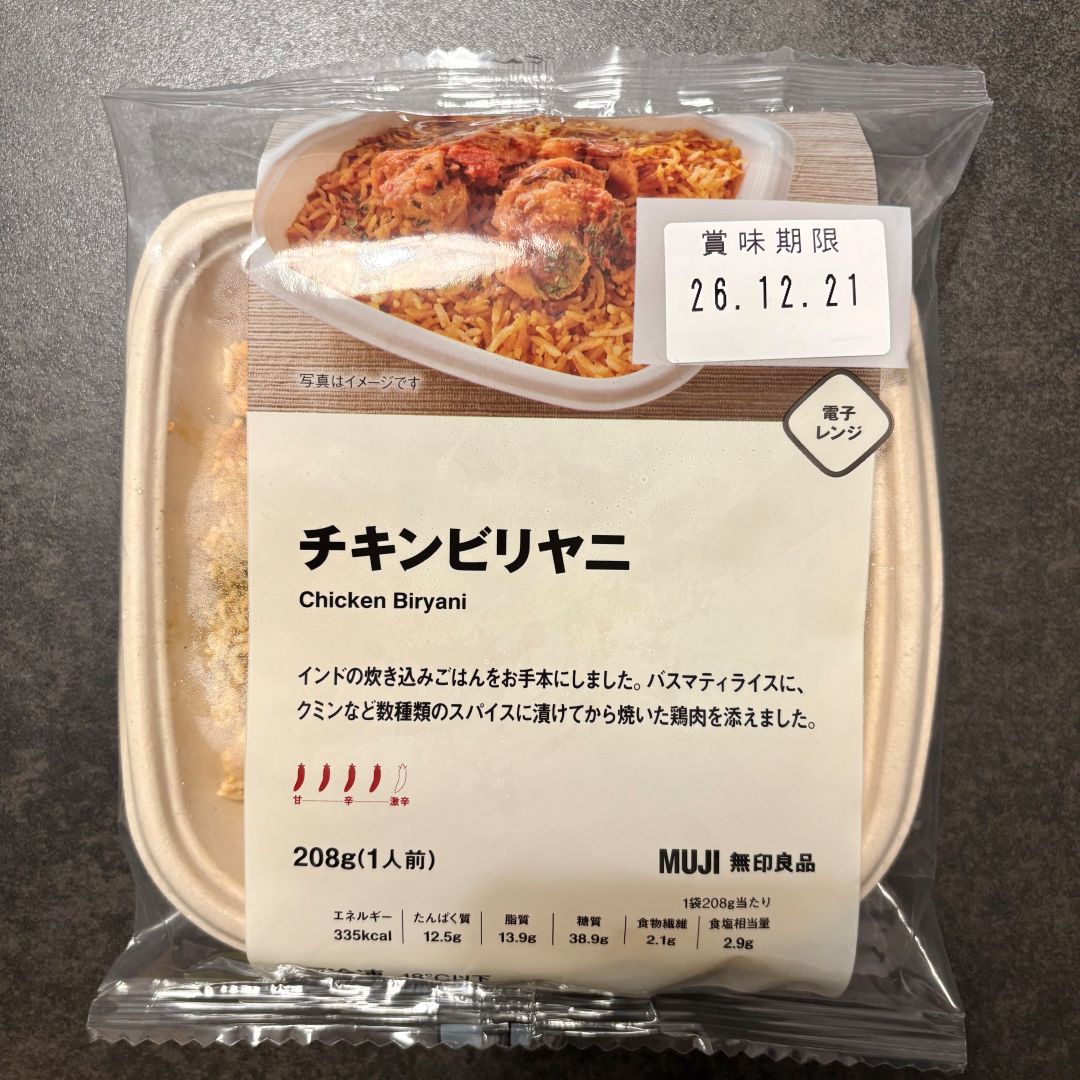 賞味期限
26.12.21
写真はイメージです
電子
レンジ
チキンビリヤニ
Chicken Biryani
インドの炊き込みごはんをお手本にしました。バスマティライスに、
クミンなど数種類のスパイスに漬けてから焼いた鶏肉を添えました。
甘 辛 激辛
208g(1人前)
MUJI 無印良品
1袋208g当たり
エネルギー たんぱく質 脂質 糖質 食物繊維 食塩相当量
335kcal 12.5g 13.9g 38.9g 2.1g 2.9g
冷凍 -18℃以下